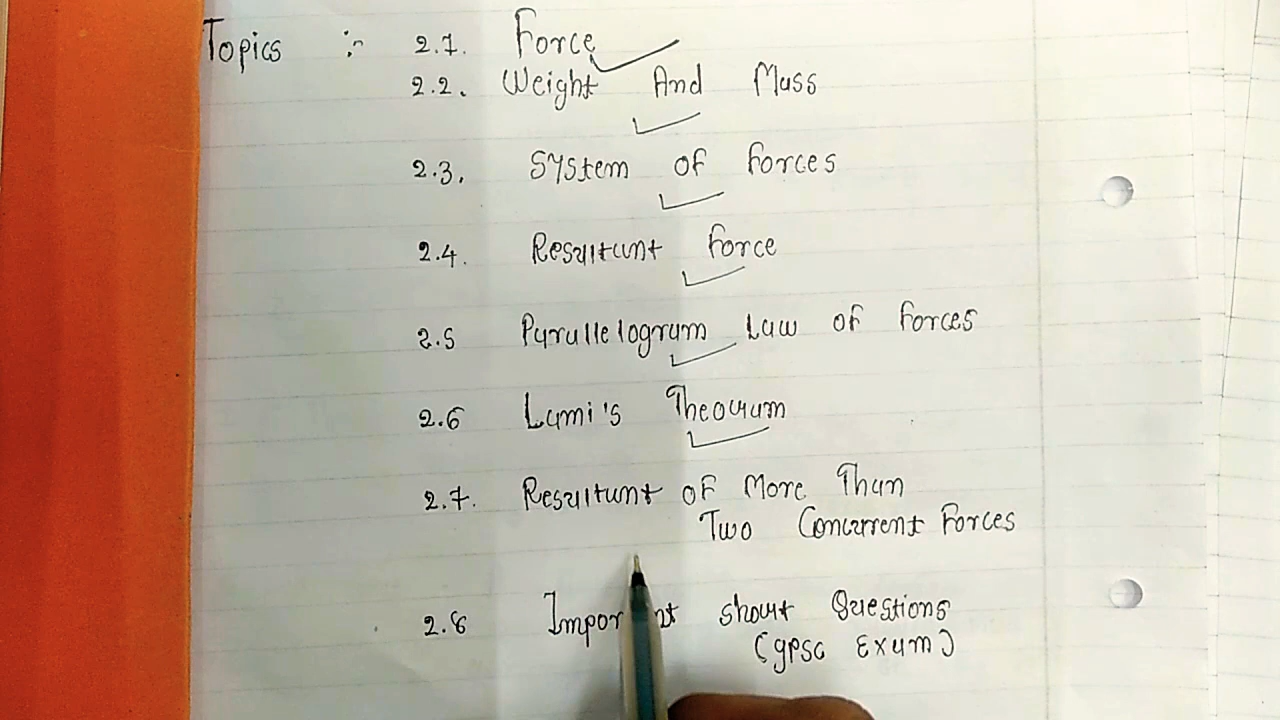 Topics :- 2.1. Force
2.2. Weight And Mass
2.3. System of Forces
2.4. Resultant Force
2.5 Parallelogram Law of Forces
2.6 Lami's Theoram
2.7. Resultant of More Than
Two Concurrent Forces
2.8 Short Questions
(GPSC Exam)